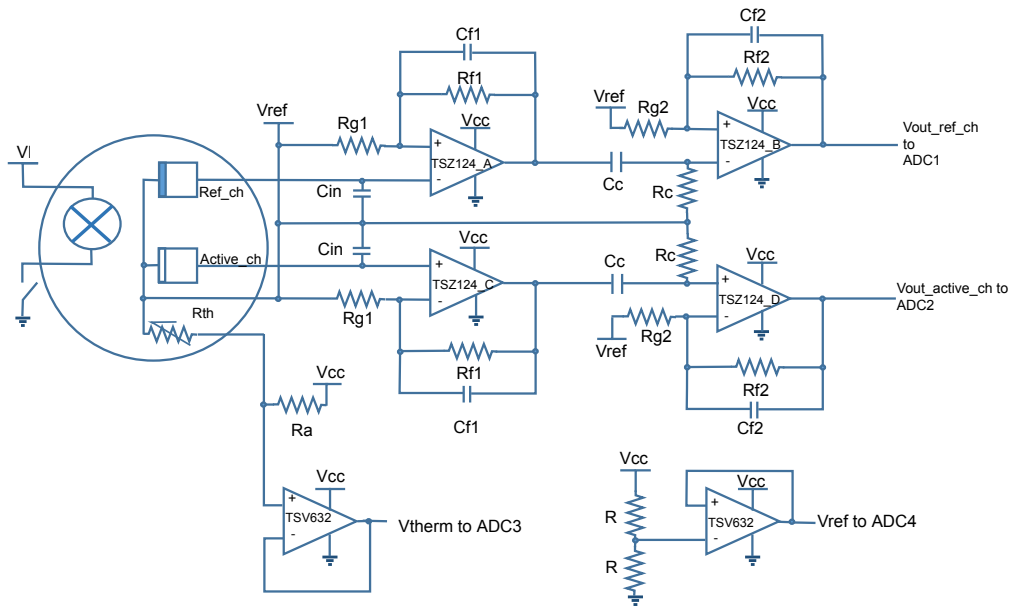 Cf1
Rf1
Vref
Rg1
Vcc
+
TSZ124_A
-
Cf2
Rf2
Vref
Rg2
Vcc
+
TSZ124_B
-
Vout_ref_ch
to
ADC1
Vl
Ref_ch
Cin
Cc
Rc
Active_ch
Cin
Vcc
+
TSZ124_C
-
Rg1
Rf1
Cf1
Cc
Rc
Vcc
+
TSZ124_D
-
Rg2
Vref
Rf2
Cf2
Vout_active_ch to
ADC2
Rth
Vcc
Ra
Vcc
+
TSV632
-
Vtherm to ADC3
Vcc
R
R
Vcc
+
TSV632
-
Vref to ADC4